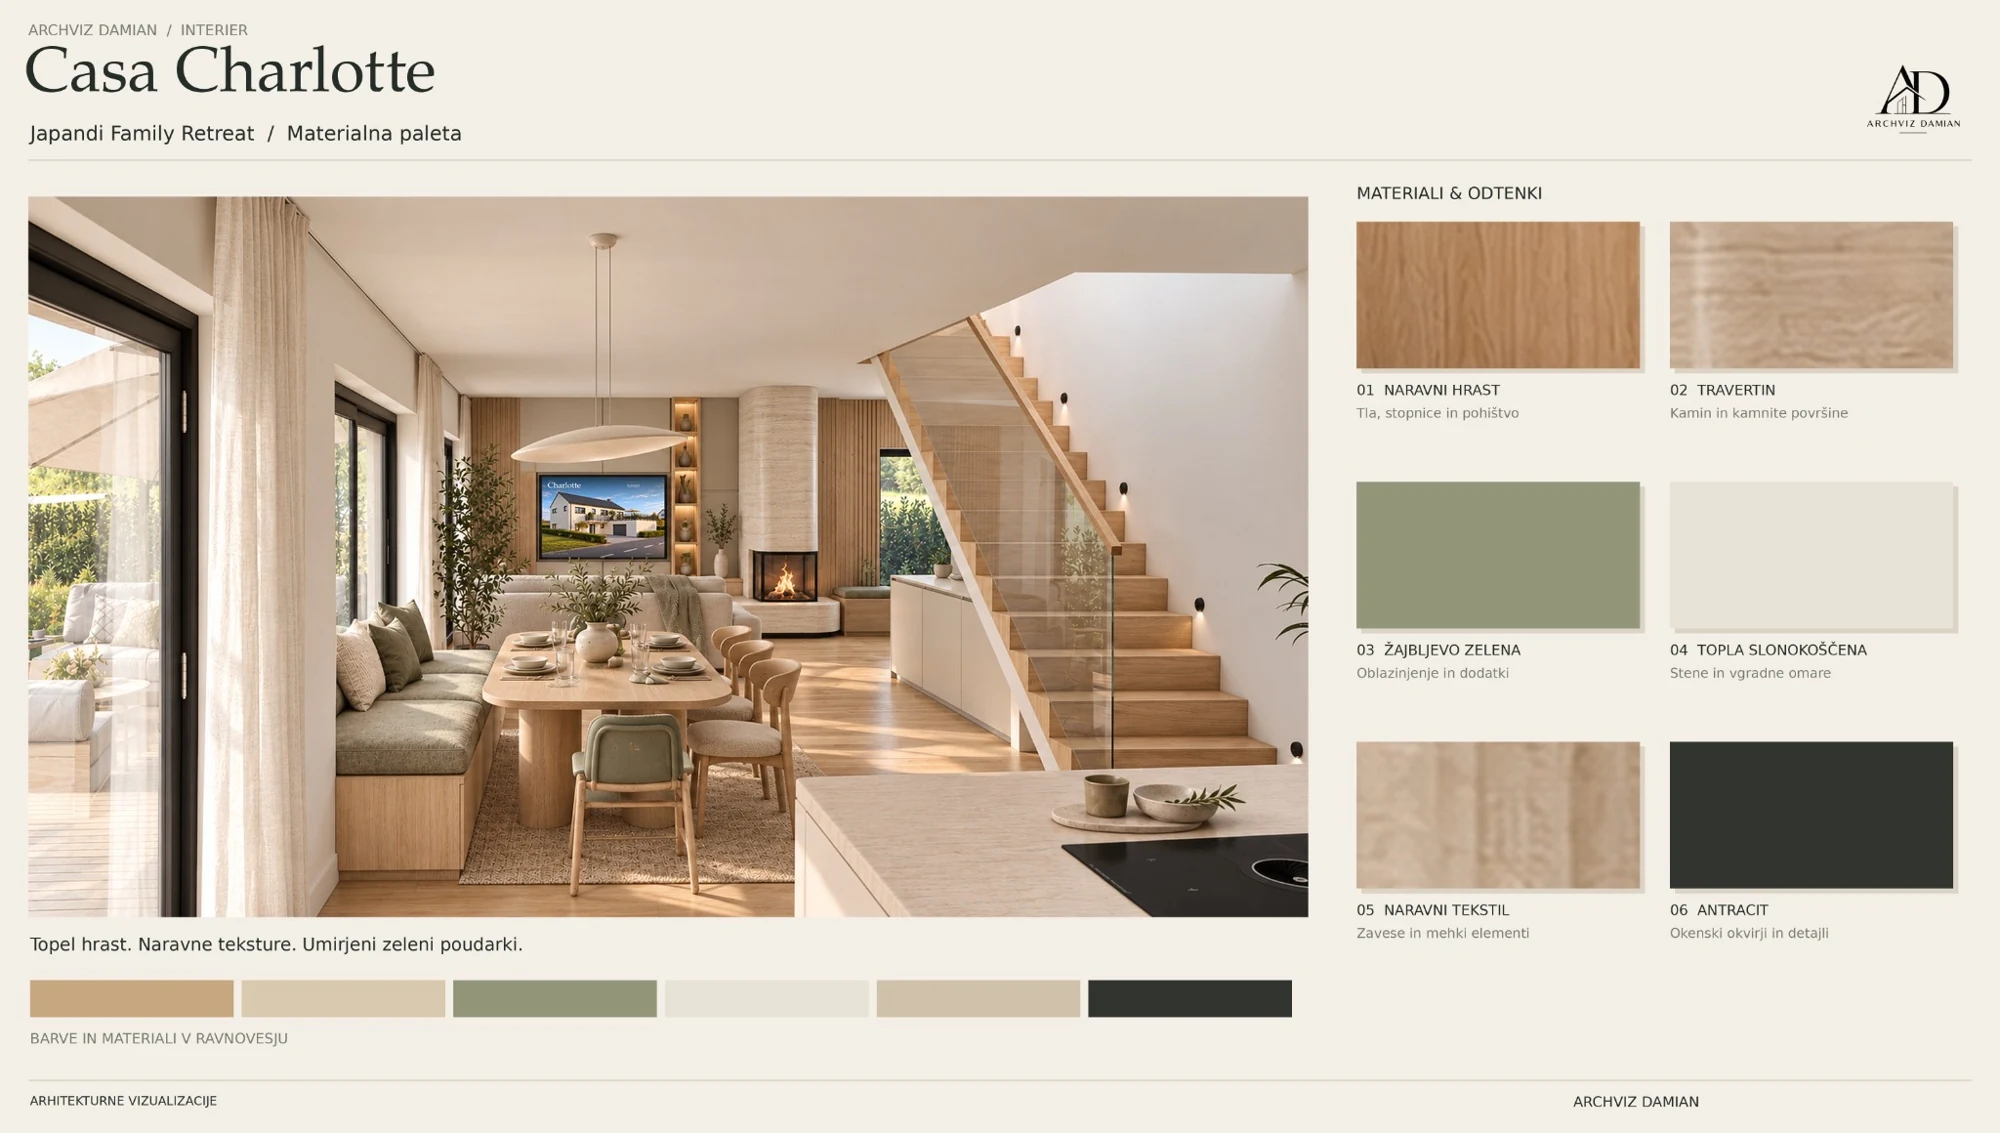 ARCHVIZ DAMIAN / INTERIER
Casa Charlotte
Japandi Family Retreat / Materialna paleta
AD
ARCHVIZ DAMIAN
Charlotte
MATERIALI & ODTENKI
01 NARAVNI HRAST
Tla, stopnice in pohištvo
02 TRAVERTIN
Kamin in kamnite površine
03 ŽAJBLJEVO ZELENA
Oblazinjenje in dodatki
04 TOPLA SLONOKOŠČENA
Stene in vgradne omare
05 NARAVNI TEKSTIL
Zavese in mehki elementi
06 ANTRACIT
Okenski okvirji in detajli
Topel hrast. Naravne teksture. Umirjeni zeleni poudarki.
BARVE IN MATERIALI V RAVNOVESJU
ARHITEKTURNE VIZUALIZACIJE
ARCHVIZ DAMIAN